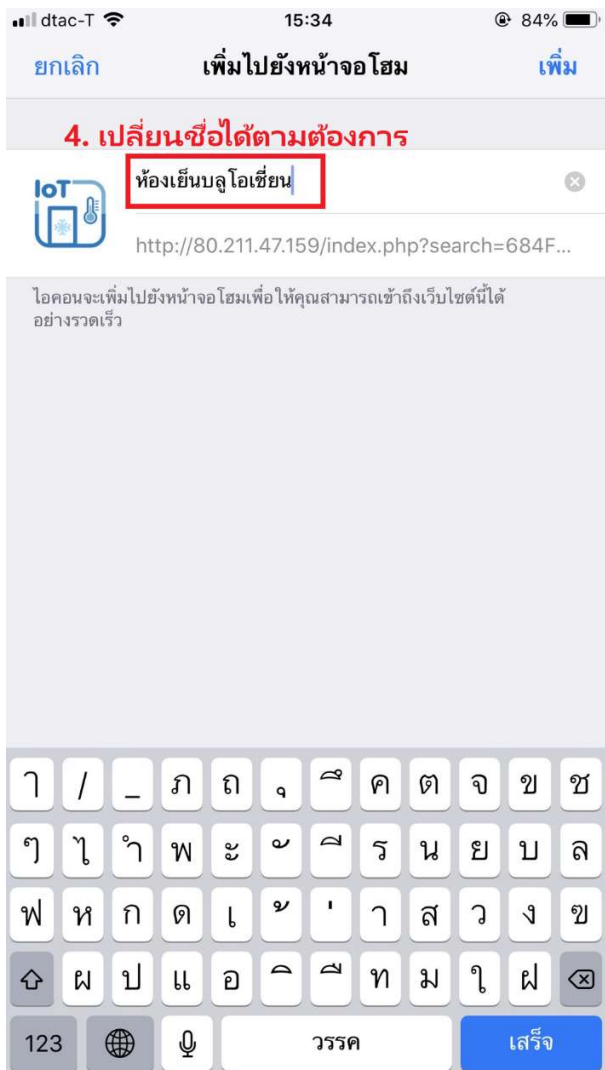 dtac-T 15:34 84%
ยกเลิก เพิ่มไปยังหน้าจอโฮม เพิ่ม
4. เปลี่ยนชื่อได้ตามต้องการ
IoT
ห้องเย็นบลูโอเชี่ยน
http://80.211.47.159/index.php?search=684F...
ไอคอนจะเพิ่มไปยังหน้าจอโฮมเพื่อให้คุณสามารถเข้าถึงเว็บไซต์นี้ได้
อย่างรวดเร็ว
ๅ / _ ภ ถ ุ ึ ค ต จ ข ช
ๆ ไ ำ พ ะ ั ี ร น ย บ ล
ฟ ห ก ด เ ้ ่ า ส ว ง ฃ
ผ ป แ อ ิ ื ท ม ใ ฝ
123 วรรค เสร็จ